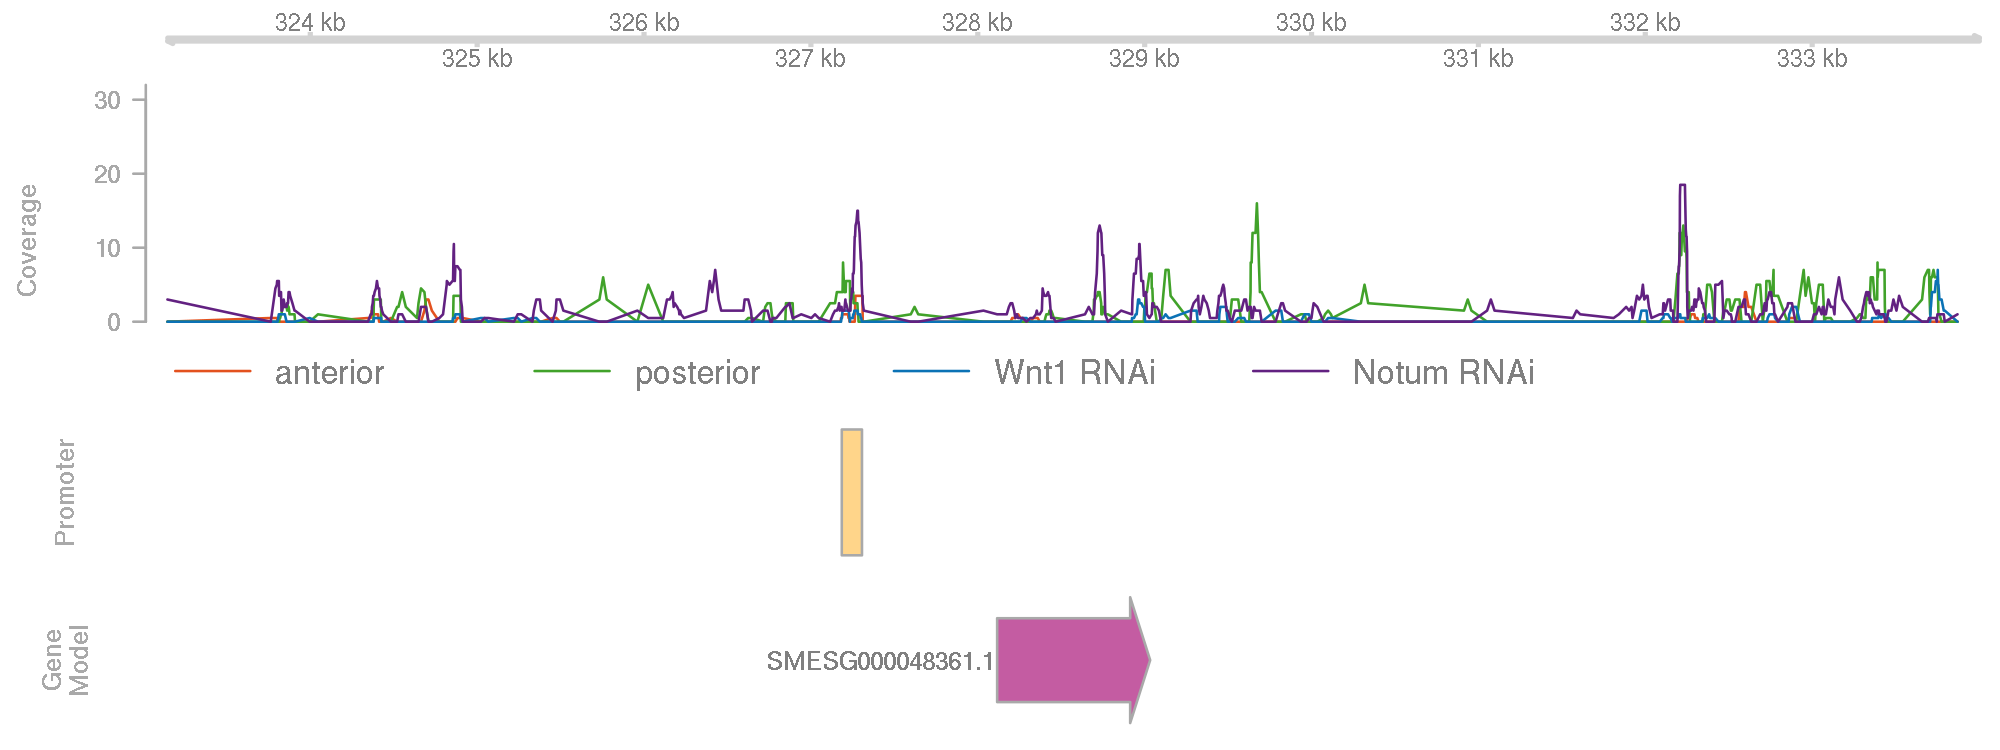 324 kb 326 kb 328 kb 330 kb 332 kb
325 kb 327 kb 329 kb 331 kb 333 kb
Coverage
30
20
10
0
anterior posterior Wnt1 RNAi Notum RNAi
Promoter
Gene
Model
SMESG000048361.1